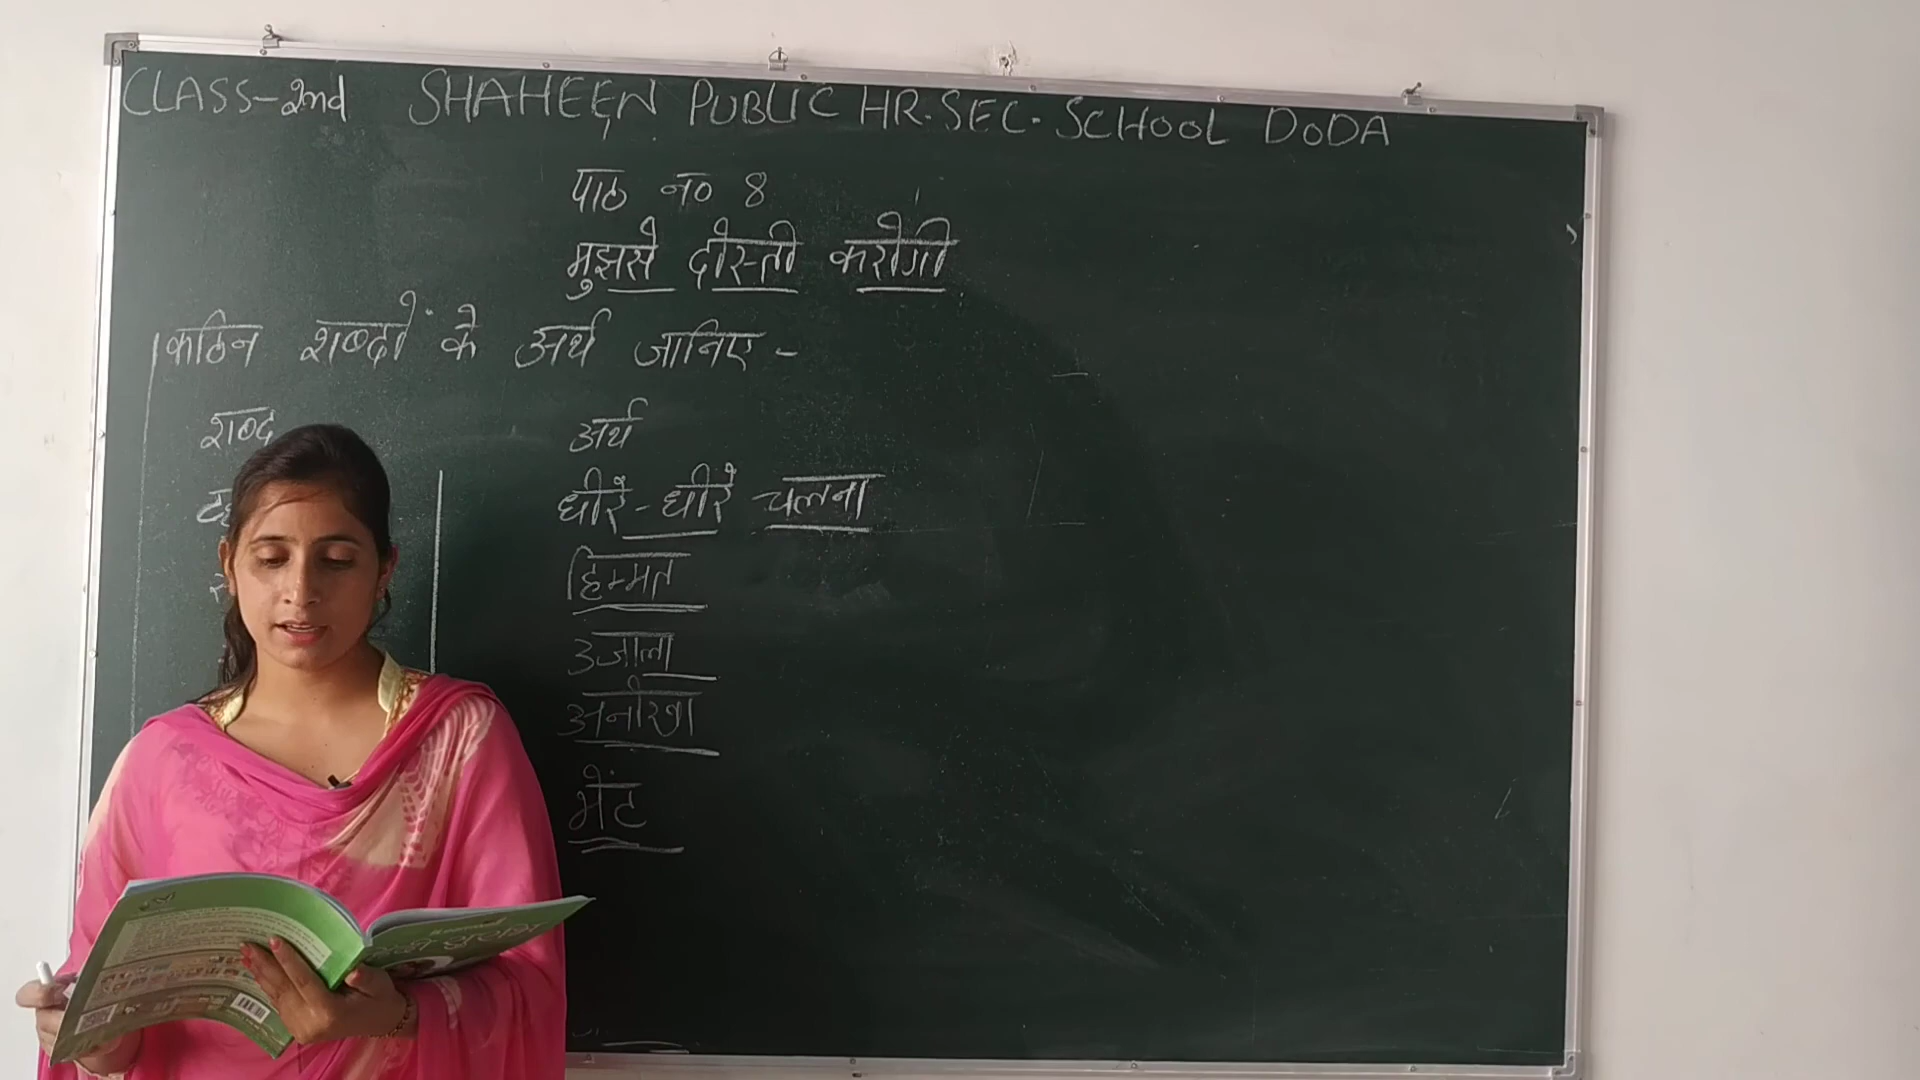 CLASS-2nd SHAHEEN PUBLIC HR. SEC. SCHOOL DODA
पाठ न० 8
मुझसे दोस्ती करोगी
कठिन शब्दों के अर्थ जानिए -
शब्द अर्थ
धीरे-धीरे चलना
हिम्मत
उजाला
अनोखा
भेंट